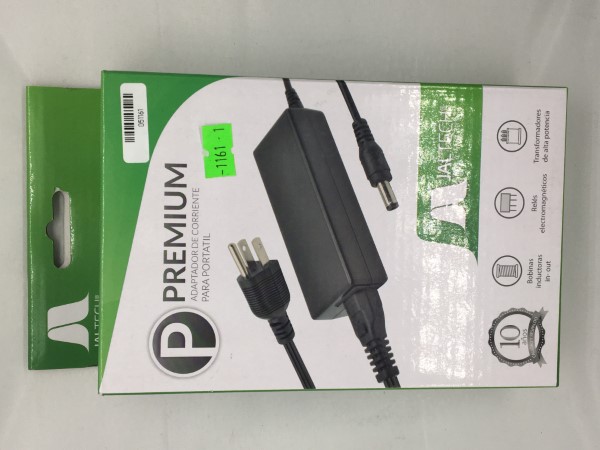 JALTECH®
051161
P PREMIUM
ADAPTADOR DE CORRIENTE
PARA PORTATIL
-1161-1
JALTECH
10
años
Bobinas
inductoras
in- out
Relés
electromagnéticos
Transformadores
de alta potencia